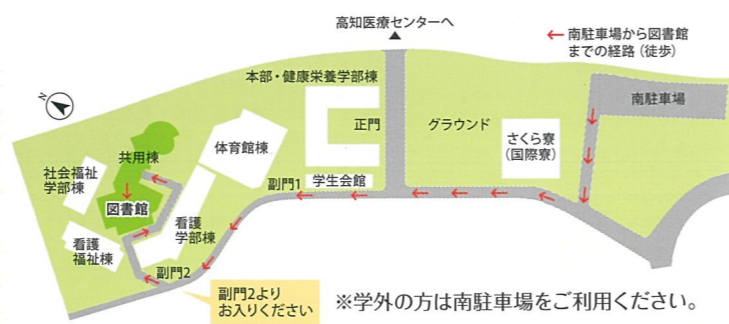 高知医療センターへ
▲
← 南駐車場から図書館
までの経路（徒歩）
本部・健康栄養学部棟
南駐車場
N
正門
グラウンド
さくら寮
（国際寮）
体育館棟
共用棟
社会福祉
学部棟
副門1
学生会館
図書館
看護
学部棟
看護
福祉棟
副門2
副門2より
お入りください
※学外の方は南駐車場をご利用ください。